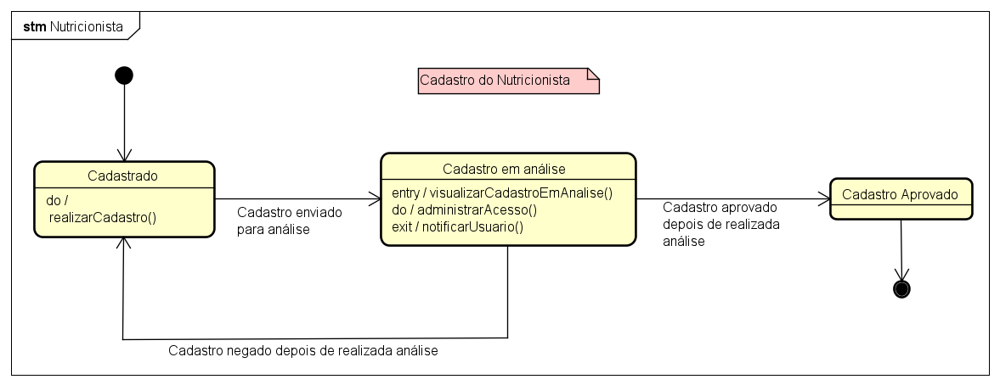 stm Nutricionista
Cadastro do Nutricionista
Cadastrado
do /
realizarCadastro()
Cadastro enviado
para análise
Cadastro em análise
entry / visualizarCadastroEmAnalise()
do / administrarAcesso()
exit / notificarUsuario()
Cadastro aprovado
depois de realizada
análise
Cadastro Aprovado
Cadastro negado depois de realizada análise